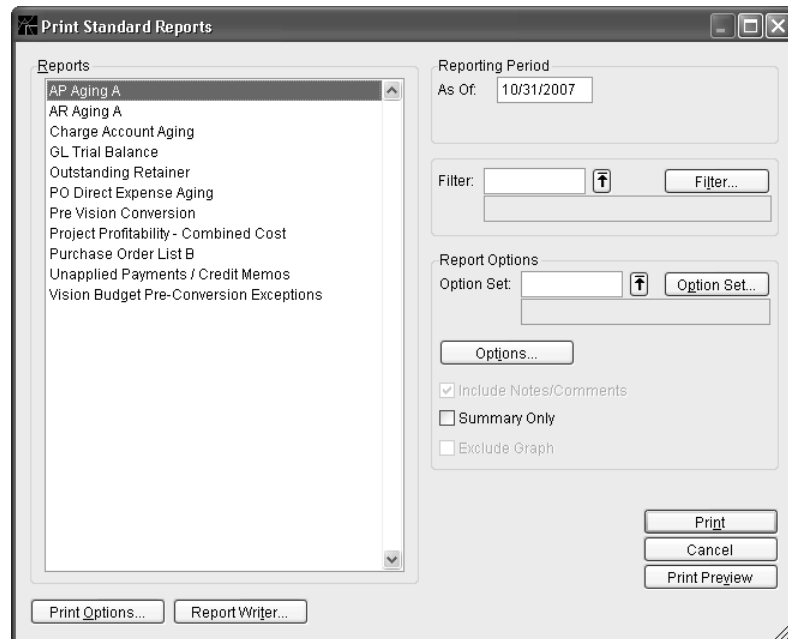 Print Standard Reports
Reports
AP Aging A
AR Aging A
Charge Account Aging
GL Trial Balance
Outstanding Retainer
PO Direct Expense Aging
Pre Vision Conversion
Project Profitability - Combined Cost
Purchase Order List B
Unapplied Payments / Credit Memos
Vision Budget Pre-Conversion Exceptions
Print Options...
Report Writer...
Reporting Period
As Of: 10/31/2007
Filter: Filter...
Report Options
Option Set: Option Set...
Options...
Include Notes/Comments
Summary Only
Exclude Graph
Print
Cancel
Print Preview